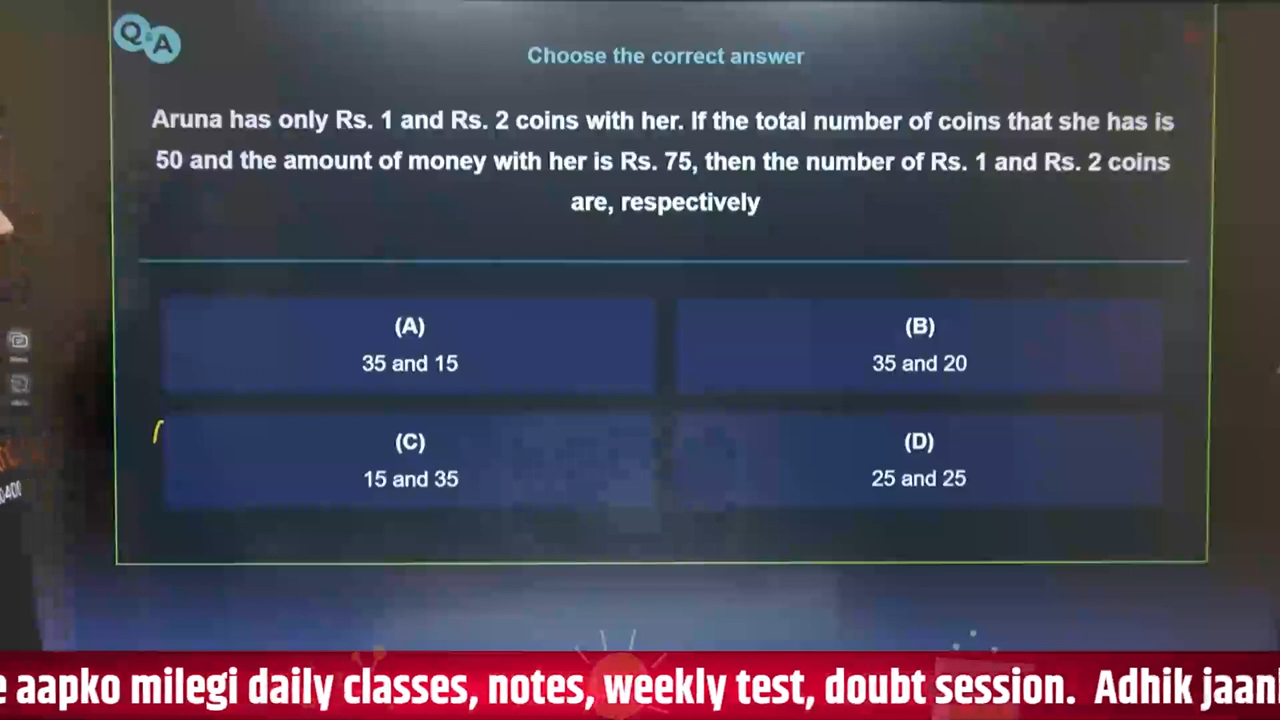 Q&A
Choose the correct answer
Aruna has only Rs. 1 and Rs. 2 coins with her. If the total number of coins that she has is
50 and the amount of money with her is Rs. 75, then the number of Rs. 1 and Rs. 2 coins
are, respectively
(A)
35 and 15
(B)
35 and 20
(C)
15 and 35
(D)
25 and 25
aapko milegi daily classes, notes, weekly test, doubt session. Adhik